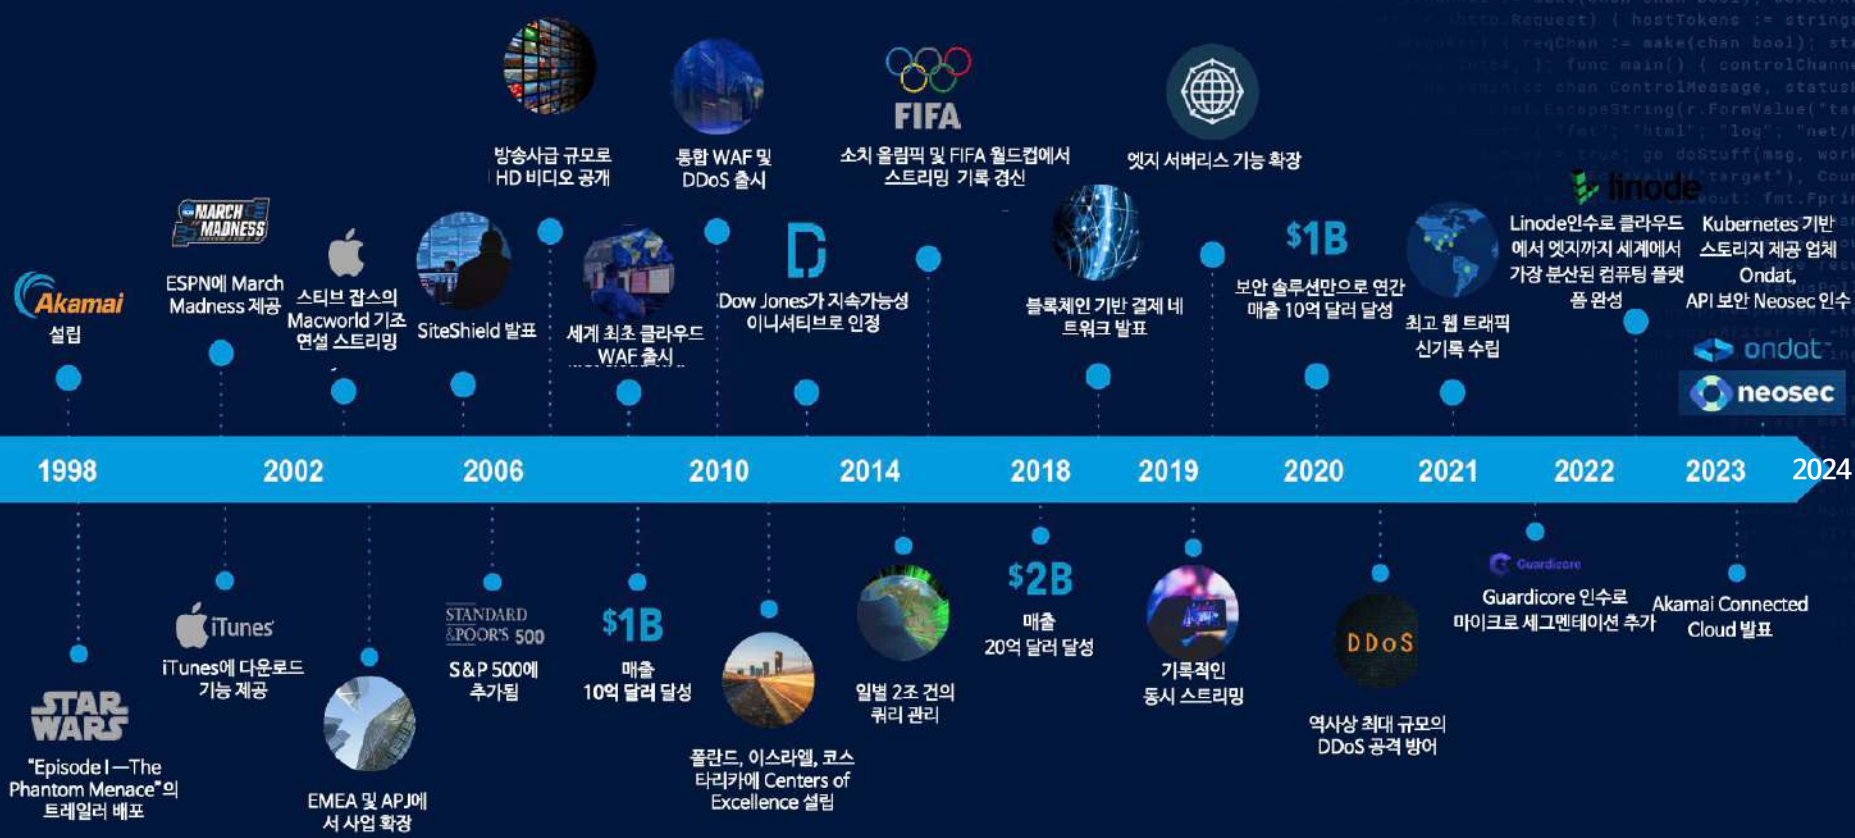 Akamai
설립
MARCH
MADNESS
ESPN에 March
Madness 제공
스티브 잡스의
Macworld 기조
연설 스트리밍
SiteShield 발표
방송사급 규모로
HD 비디오 공개
세계 최초 클라우드
WAF 출시
통합 WAF 및
DDoS 출시
Dow Jones가 지속가능성
이니셔티브로 인정
FIFA
소치 올림픽 및 FIFA 월드컵에서
스트리밍 기록 경신
블록체인 기반 결제 네
트워크 발표
엣지 서버리스 기능 확장
$1B
보안 솔루션만으로 연간
매출 10억 달러 달성
최고 웹 트래픽
신기록 수립
linode
Linode인수로 클라우드
에서 엣지까지 세계에서
가장 분산된 컴퓨팅 플랫
폼 완성
Kubernetes 기반
스토리지 제공 업체
Ondat,
API 보안 Neosec 인수
ondat
neosec
1998
2002
2006
2010
2014
2018
2019
2020
2021
2022
2023
2024
STAR
WARS
"Episode I—The
Phantom Menace"의
트레일러 배포
iTunes
iTunes에 다운로드
기능 제공
EMEA 및 APJ에
서 사업 확장
STANDARD
&POOR'S 500
S&P 500에
추가됨
$1B
매출
10억 달러 달성
폴란드, 이스라엘, 코스
타리카에 Centers of
Excellence 설립
일별 2조 건의
쿼리 관리
$2B
매출
20억 달러 달성
기록적인
동시 스트리밍
DDoS
역사상 최대 규모의
DDoS 공격 방어
Guardicore
Guardicore 인수로
마이크로 세그멘테이션 추가
Akamai Connected
Cloud 발표